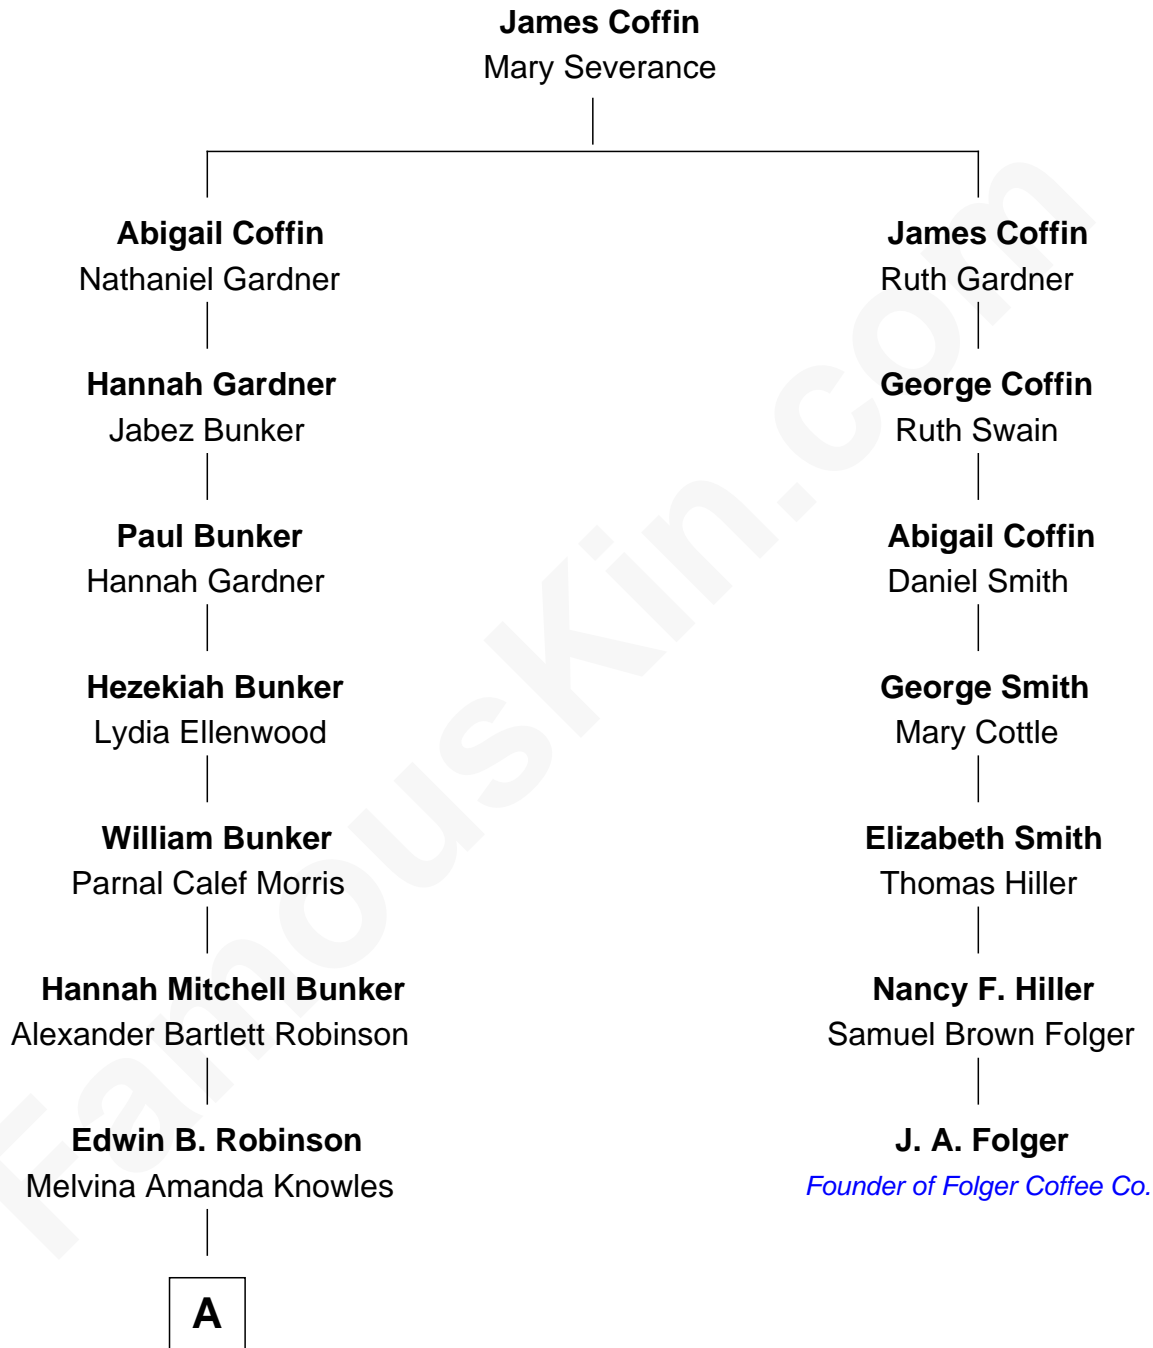 James Coffin
Mary Severance
Abigail Coffin
Nathaniel Gardner
James Coffin
Ruth Gardner
Hannah Gardner
Jabez Bunker
George Coffin
Ruth Swain
Paul Bunker
Hannah Gardner
Abigail Coffin
Daniel Smith
Hezekiah Bunker
Lydia Ellenwood
George Smith
Mary Cottle
William Bunker
Parnal Calef Morris
Elizabeth Smith
Thomas Hiller
Hannah Mitchell Bunker
Alexander Bartlett Robinson
Nancy F. Hiller
Samuel Brown Folger
Edwin B. Robinson
Melvina Amanda Knowles
J. A. Folger
Founder of Folger Coffee Co.
A
FamousKin.com